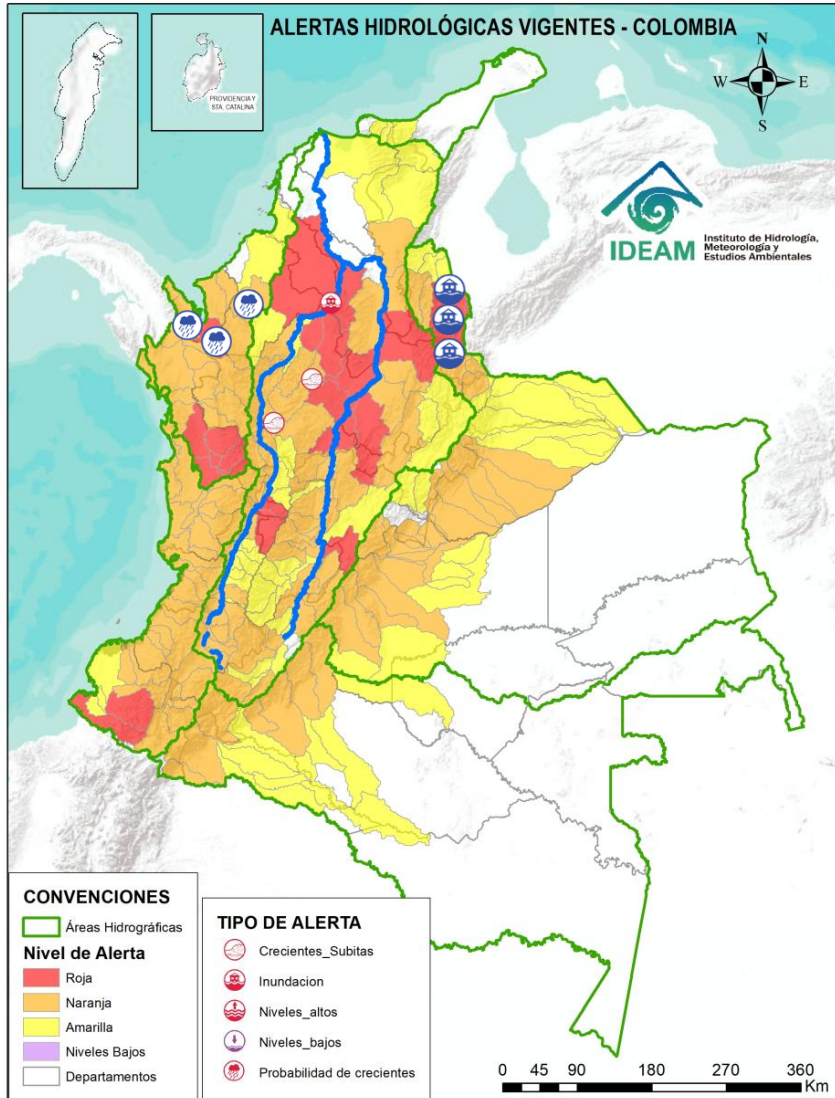 ALERTAS HIDROLÓGICAS VIGENTES - COLOMBIA
PROVIDENCIA Y
STA. CATALINA
N
W
E
S
IDEAM
Instituto de Hidrología,
Meteorología y
Estudios Ambientales
CONVENCIONES
Áreas Hidrográficas
Nivel de Alerta
Roja
Naranja
Amarilla
Niveles Bajos
Departamentos
TIPO DE ALERTA
Crecientes_Subitas
Inundacion
Niveles_altos
Niveles_bajos
Probabilidad de crecientes
0 45 90 180 270 360
Km